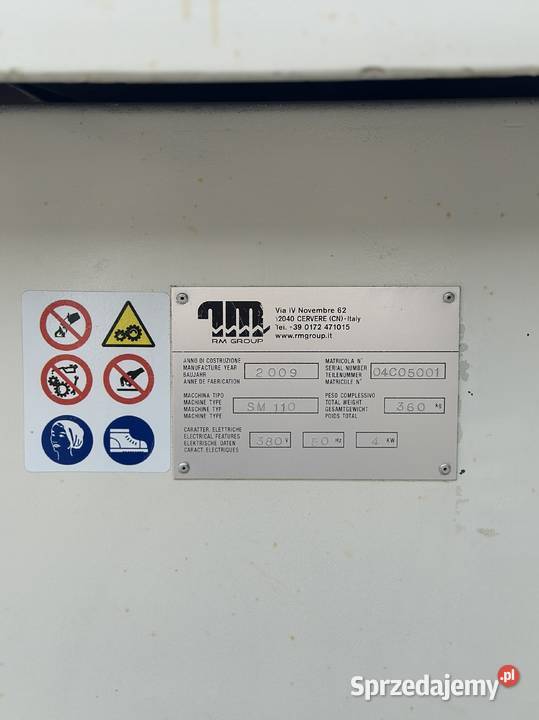 RM
RM GROUP
Via IV Novembre 62
12040 CERVERE (CN)-Italy
Tel. +39 0172 471015
www.rmgroup.it
ANNO DI COSTRUZIONE
MANUFACTURE YEAR
BAUJAHR
ANNE DE FABRICATION
2009
MATRICOLA N°
SERIAL NUMBER
TEILENUMMER
MATRICULE N°
04C05001
MACCHINA TIPO
MACHINE TYPE
MASCHINE TYP
MACHINE TYPE
SM 110
PESO COMPLESSIVO
TOTAL WEIGHT
GESAMTGEWICHT
POIDS TOTAL
360 kg
CARATTER. ELETTRICHE
ELECTRICAL FEATURES
ELEKTRISCHE DATEN
CARACT. ELECTRIQUES
380 V 50 Hz 4 KW
Sprzedajemy.pl